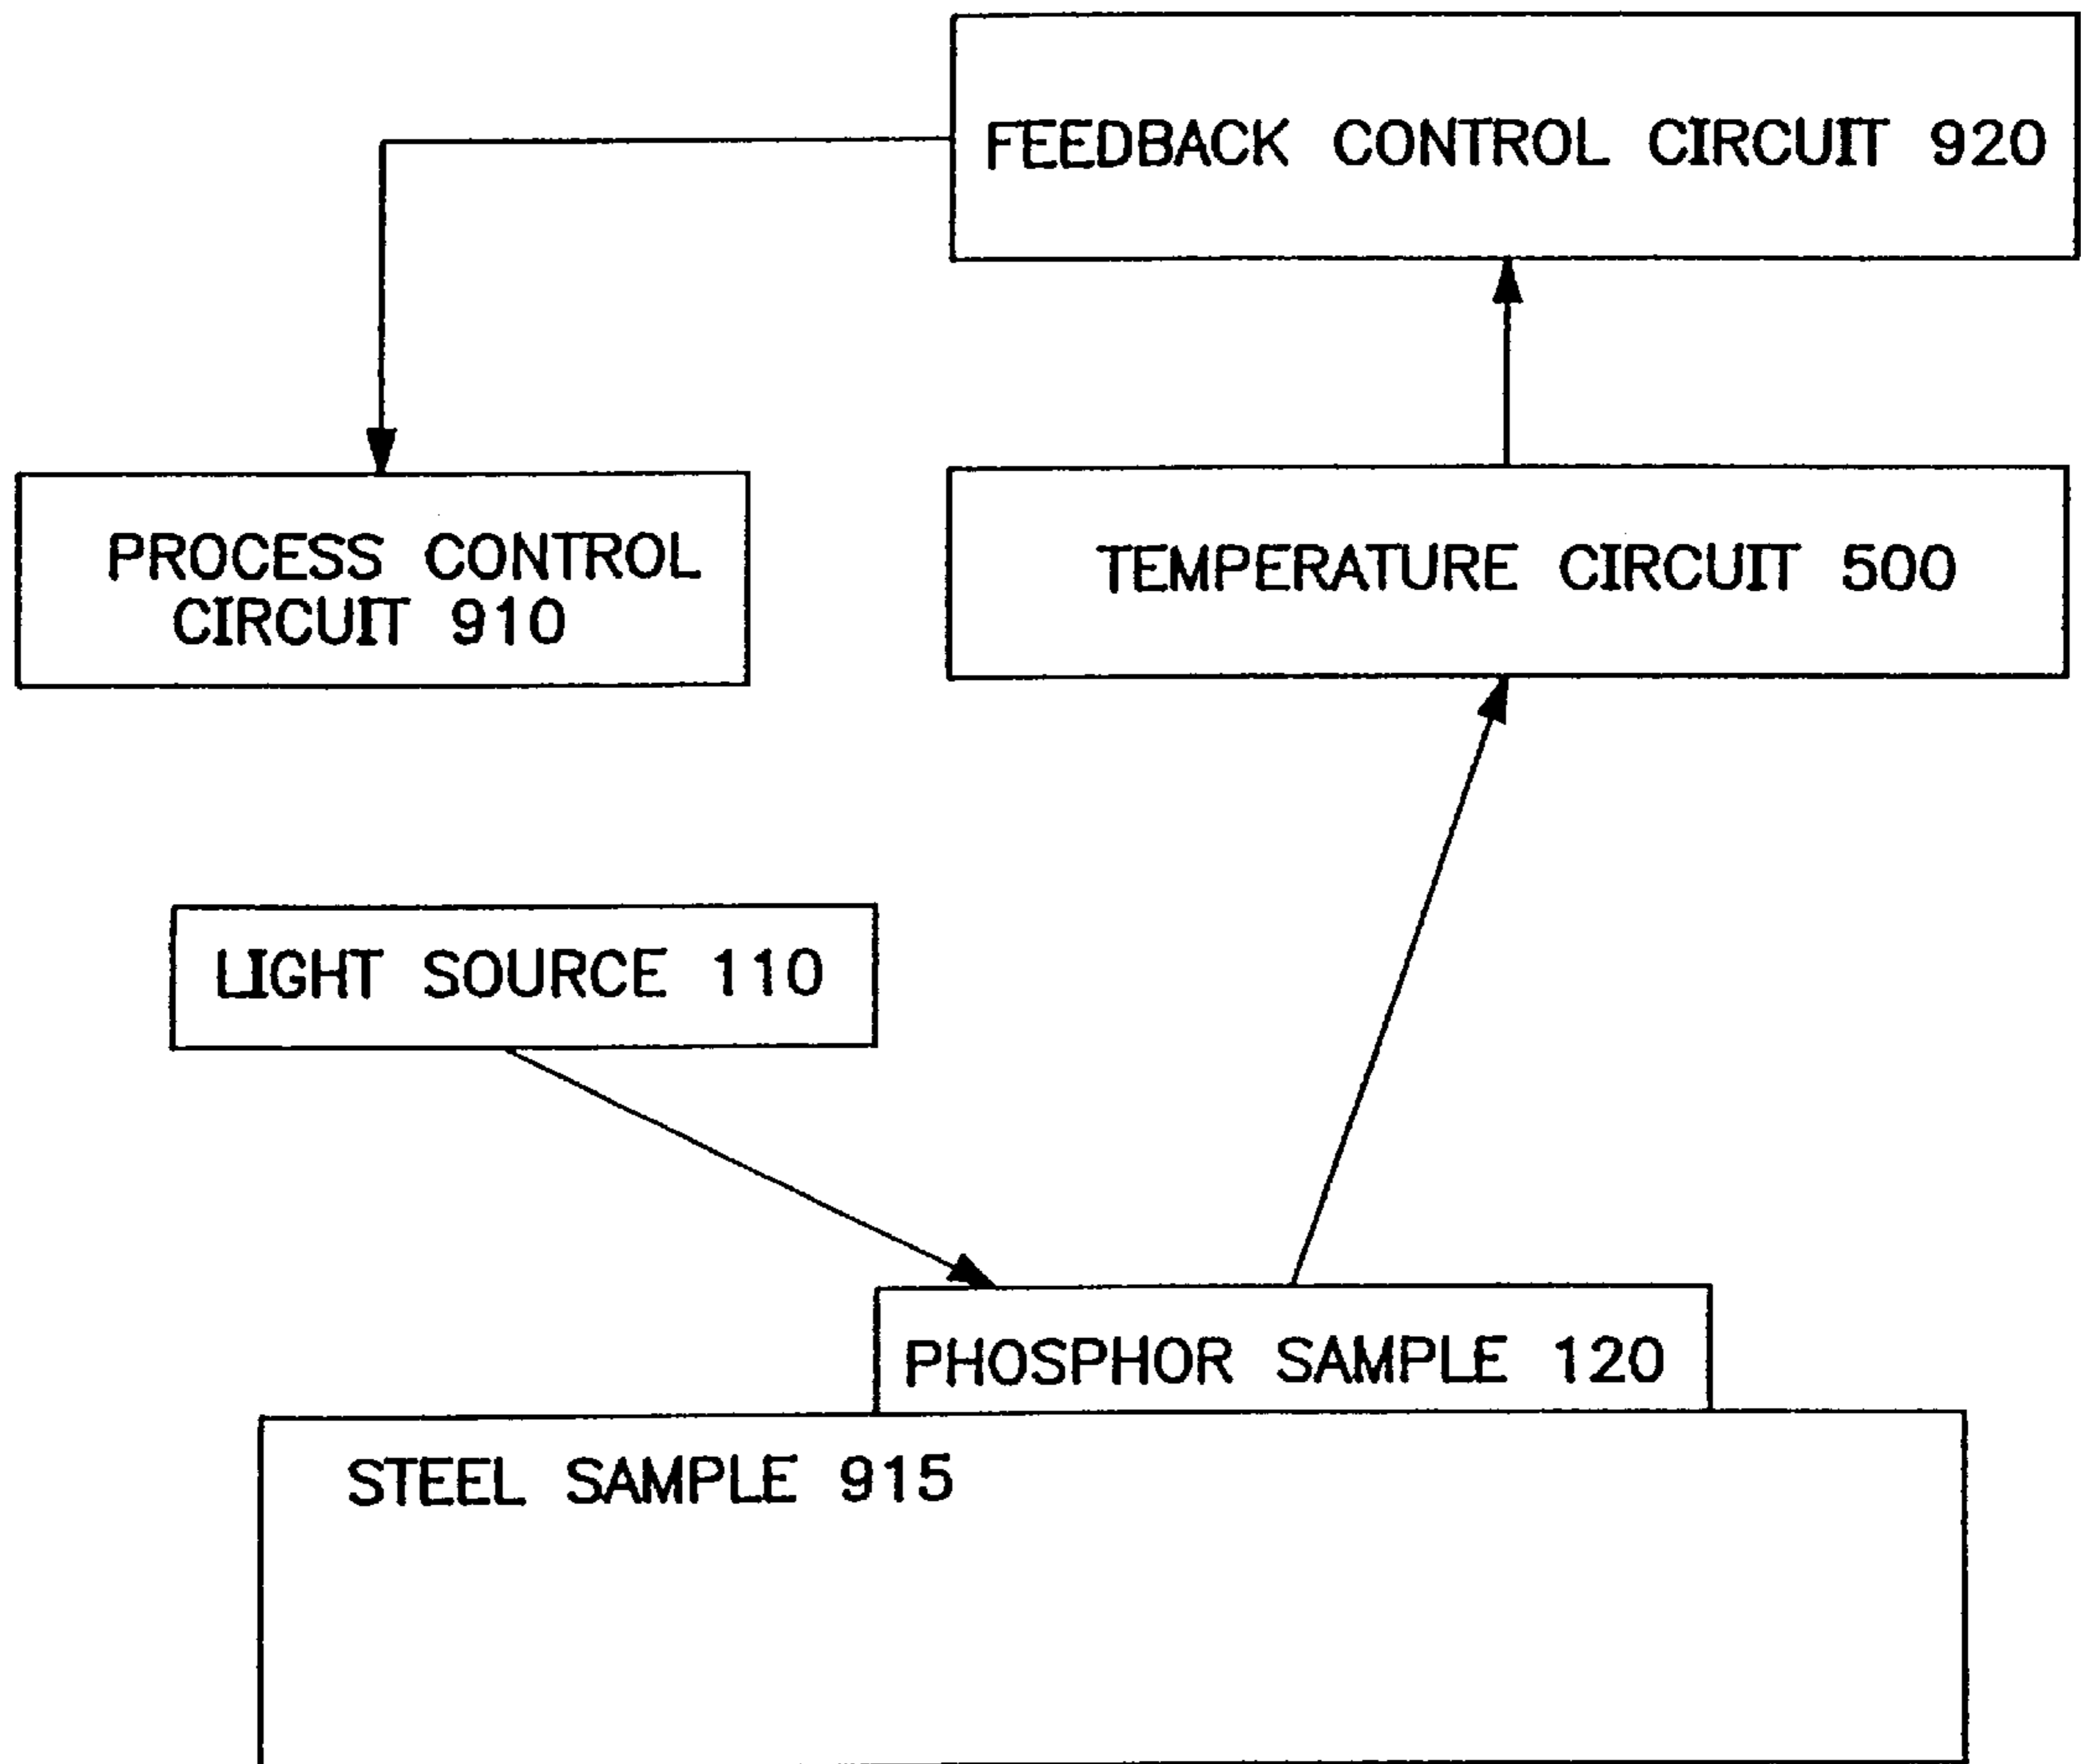 FEEDBACK CONTROL CIRCUIT 920
PROCESS CONTROL
CIRCUIT 910
TEMPERATURE CIRCUIT 500
LIGHT SOURCE 110
PHOSPHOR SAMPLE 120
STEEL SAMPLE 915